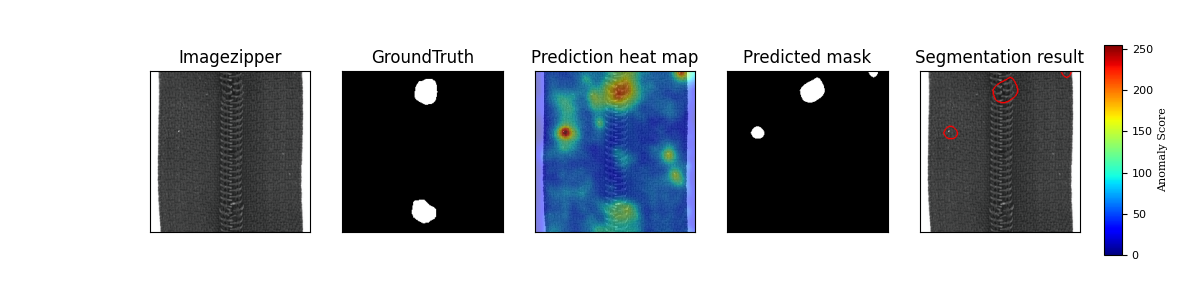 Imagezipper
GroundTruth
Prediction heat map
Predicted mask
Segmentation result
250
200
150
100
50
0
Anomaly Score